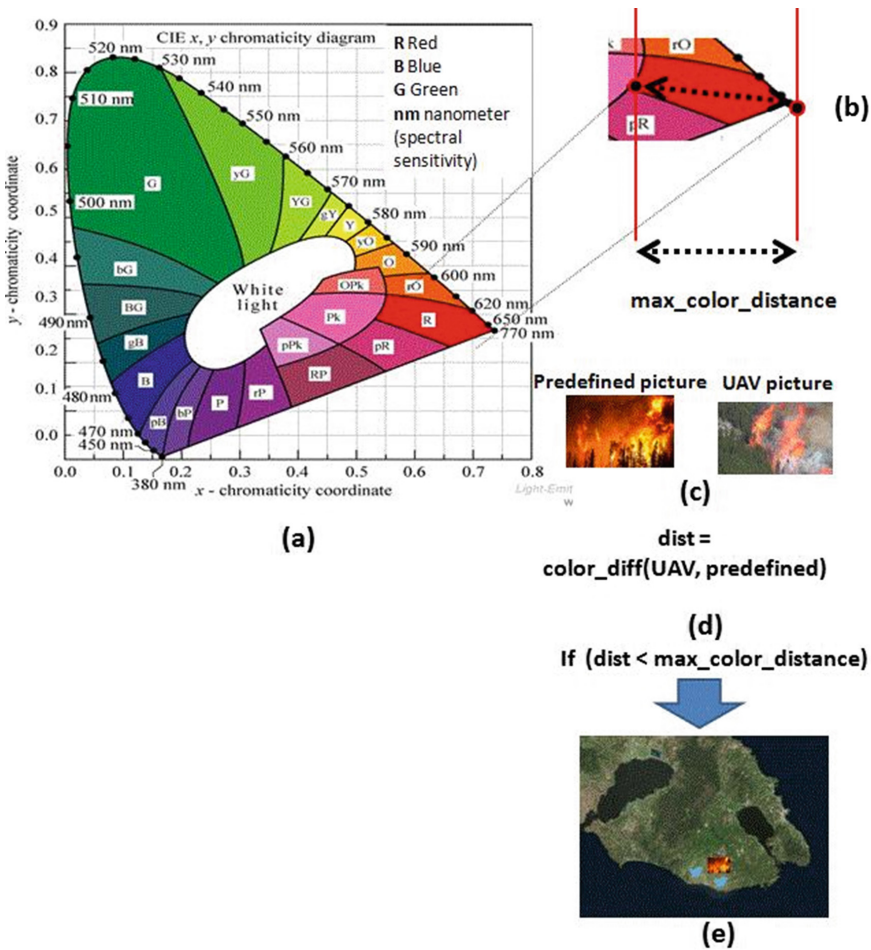 CIE x, y chromaticity diagram
R Red
B Blue
G Green
nm nanometer
(spectral
sensitivity)
0.9
0.8
0.7
0.6
0.5
0.4
0.3
0.2
0.1
0.0
y- chromaticity coordinate
520 nm
530 nm
540 nm
550 nm
560 nm
570 nm
580 nm
590 nm
600 nm
620 nm
650 nm
770 nm
510 nm
500 nm
490 nm
480 nm
470 nm
450 nm
380 nm
G
yG
YG
gY
Y
yO
O
rO
OPk
bG
BG
gB
White
light
Pk
R
pPk
pR
RP
B
pB
bP
P
rP
0.0
0.1
0.2
0.3
0.4
0.5
0.6
0.7
0.8
x - chromaticity coordinate
Light-Emit
w
(a)
rO
pR
(b)
max_color_distance
Predefined picture
UAV picture
(c)
dist =
color_diff(UAV, predefined)
(d)
If (dist < max_color_distance)
(e)